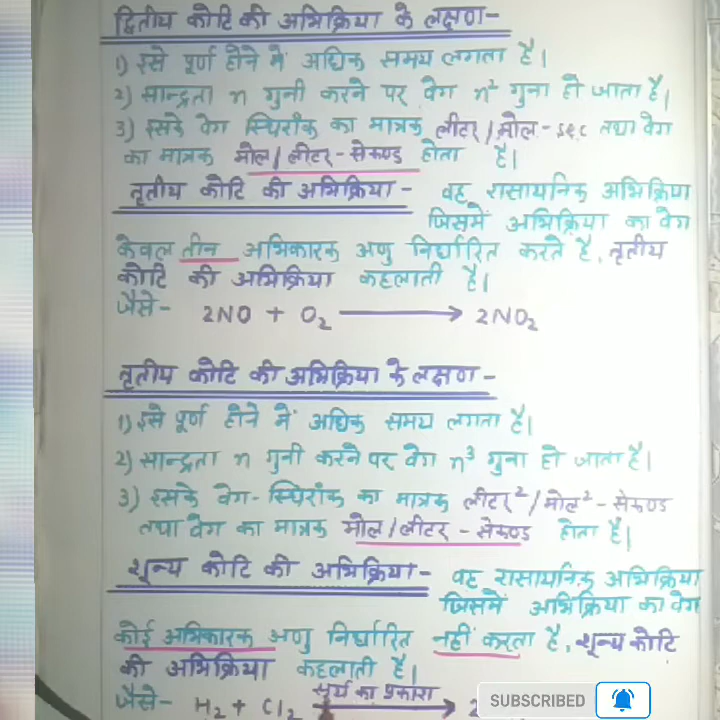 द्वितीय कोटि की अभिक्रिया के लक्षण-
1) इसे पूर्ण होने में अधिक समय लगता है।
2) सान्द्रता n गुनी करने पर वेग n² गुना हो जाता है।
3) इसके वेग स्थिरांक का मात्रक लीटर/मोल-sec तथा वेग
का मात्रक मोल/लीटर-सेकण्ड होता है।
तृतीय कोटि की अभिक्रिया- वह रासायनिक अभिक्रिया
जिसमें अभिक्रिया का वेग
केवल तीन अभिकारक अणु निर्धारित करते है, तृतीय
कोटि की अभिक्रिया कहलाती है।
जैसे- 2NO + O₂ ⟶ 2NO₂
तृतीय कोटि की अभिक्रिया के लक्षण-
1) इसे पूर्ण होने में अधिक समय लगता है।
2) सान्द्रता n गुनी करने पर वेग n³ गुना हो जाता है।
3) इसके वेग-स्थिरांक का मात्रक लीटर²/मोल²-सेकण्ड
तथा वेग का मात्रक मोल/लीटर-सेकण्ड होता है।
शून्य कोटि की अभिक्रिया- वह रासायनिक अभिक्रिया
जिसमें अभिक्रिया का वेग
कोई अभिकारक अणु निर्धारित नहीं करता है, शून्य कोटि
की अभिक्रिया कहलाती है।
सूर्य का प्रकाश
जैसे- H₂ + Cl₂ ⟶ 2
SUBSCRIBED